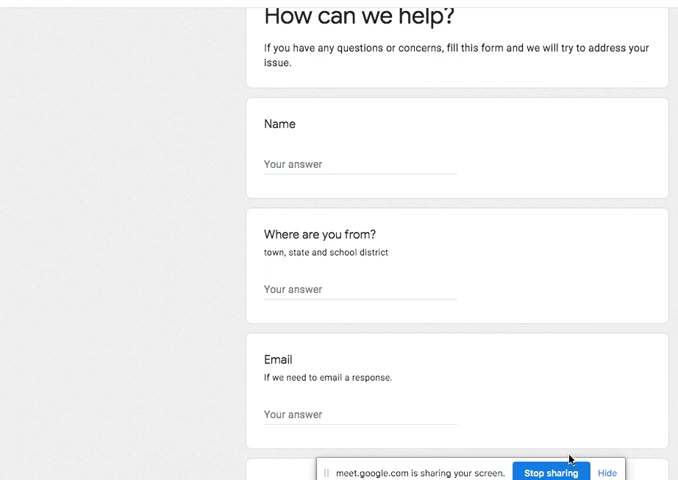 How can we help?
If you have any questions or concerns, fill this form and we will try to address your
issue.
Name
Your answer
Where are you from?
town, state and school district
Your answer
Email
If we need to email a response.
Your answer
meet.google.com is sharing your screen.
Stop sharing
Hide